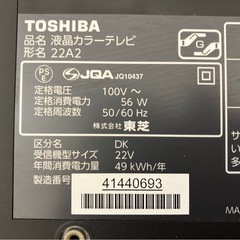 TOSHIBA
品名 液晶カラーテレビ
形名 22A2
PS E JQA JQ10437
定格電圧 100V ～
定格消費電力 56 W
定格周波数 50/60 Hz
株式会社 東芝
区分名 DK
受信機型サイズ 22V
年間消費電力量 49 kWh/年
製造番号 41440693
MA